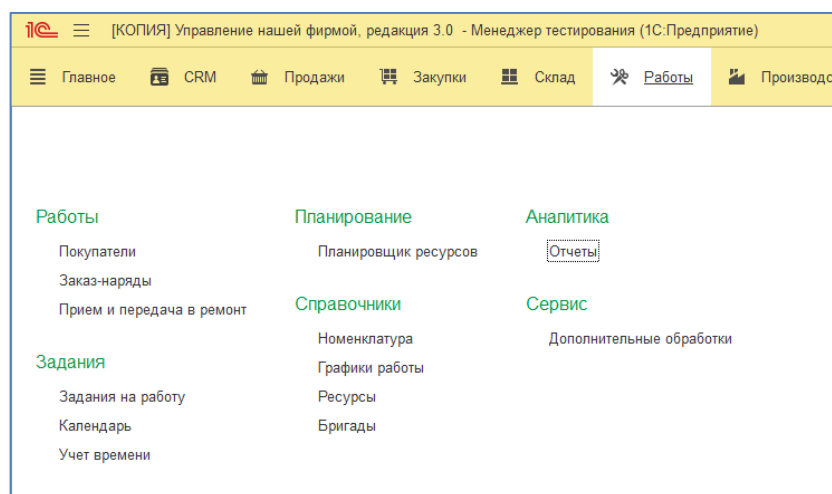 1С [КОПИЯ] Управление нашей фирмой, редакция 3.0 - Менеджер тестирования (1С:Предприятие)
Главное CRM Продажи Закупки Склад Работы Производс
Работы
Покупатели
Заказ-наряды
Прием и передача в ремонт
Задания
Задания на работу
Календарь
Учет времени
Планирование
Планировщик ресурсов
Справочники
Номенклатура
Графики работы
Ресурсы
Бригады
Аналитика
Отчеты
Сервис
Дополнительные обработки